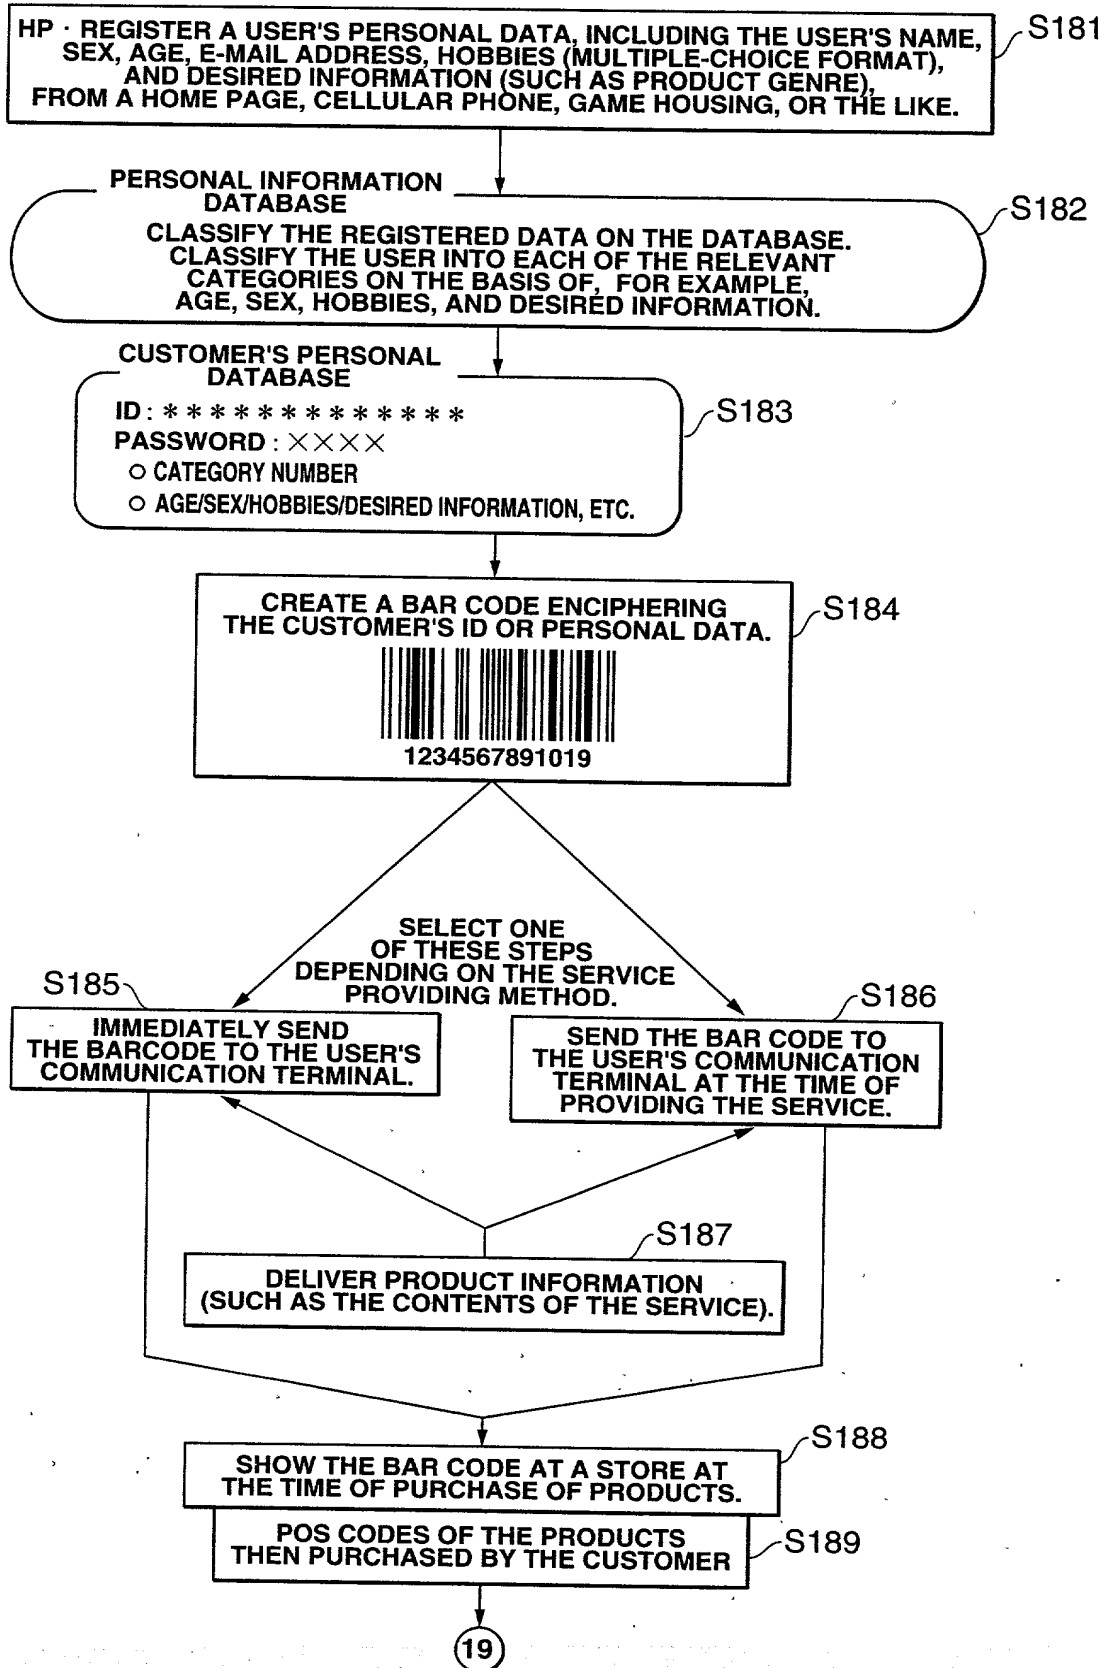 S181
HP · REGISTER A USER'S PERSONAL DATA, INCLUDING THE USER'S NAME,
SEX, AGE, E-MAIL ADDRESS, HOBBIES (MULTIPLE-CHOICE FORMAT),
AND DESIRED INFORMATION (SUCH AS PRODUCT GENRE),
FROM A HOME PAGE, CELLULAR PHONE, GAME HOUSING, OR THE LIKE.
PERSONAL INFORMATION
DATABASE
S182
CLASSIFY THE REGISTERED DATA ON THE DATABASE.
CLASSIFY THE USER INTO EACH OF THE RELEVANT
CATEGORIES ON THE BASIS OF, FOR EXAMPLE,
AGE, SEX, HOBBIES, AND DESIRED INFORMATION.
CUSTOMER'S PERSONAL
DATABASE
S183
ID : * * * * * * * * * * * * *
PASSWORD : ××××
○ CATEGORY NUMBER
○ AGE/SEX/HOBBIES/DESIRED INFORMATION, ETC.
S184
CREATE A BAR CODE ENCIPHERING
THE CUSTOMER'S ID OR PERSONAL DATA.
1234567891019
SELECT ONE
OF THESE STEPS
DEPENDING ON THE SERVICE
PROVIDING METHOD.
S185
IMMEDIATELY SEND
THE BARCODE TO THE USER'S
COMMUNICATION TERMINAL.
S186
SEND THE BAR CODE TO
THE USER'S COMMUNICATION
TERMINAL AT THE TIME OF
PROVIDING THE SERVICE.
S187
DELIVER PRODUCT INFORMATION
(SUCH AS THE CONTENTS OF THE SERVICE).
S188
SHOW THE BAR CODE AT A STORE AT
THE TIME OF PURCHASE OF PRODUCTS.
S189
POS CODES OF THE PRODUCTS
THEN PURCHASED BY THE CUSTOMER
19